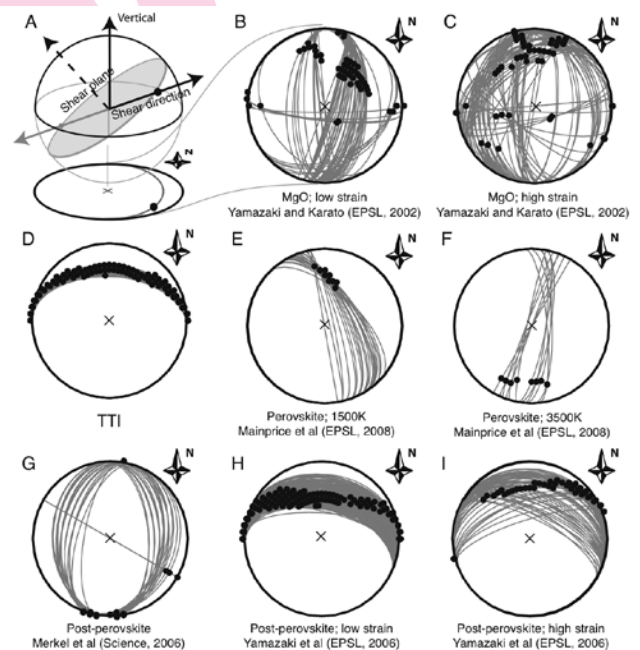 A
Vertical
Shear plane
Shear direction
N
B
N
MgO; low strain
Yamazaki and Karato (EPSL, 2002)
C
N
MgO; high strain
Yamazaki and Karato (EPSL, 2002)
D
N
TTI
E
N
Perovskite; 1500K
Mainprice et al (EPSL, 2008)
F
N
Perovskite; 3500K
Mainprice et al (EPSL, 2008)
G
N
Post-perovskite
Merkel et al (Science, 2006)
H
N
Post-perovskite; low strain
Yamazaki et al (EPSL, 2006)
I
N
Post-perovskite; high strain
Yamazaki et al (EPSL, 2006)